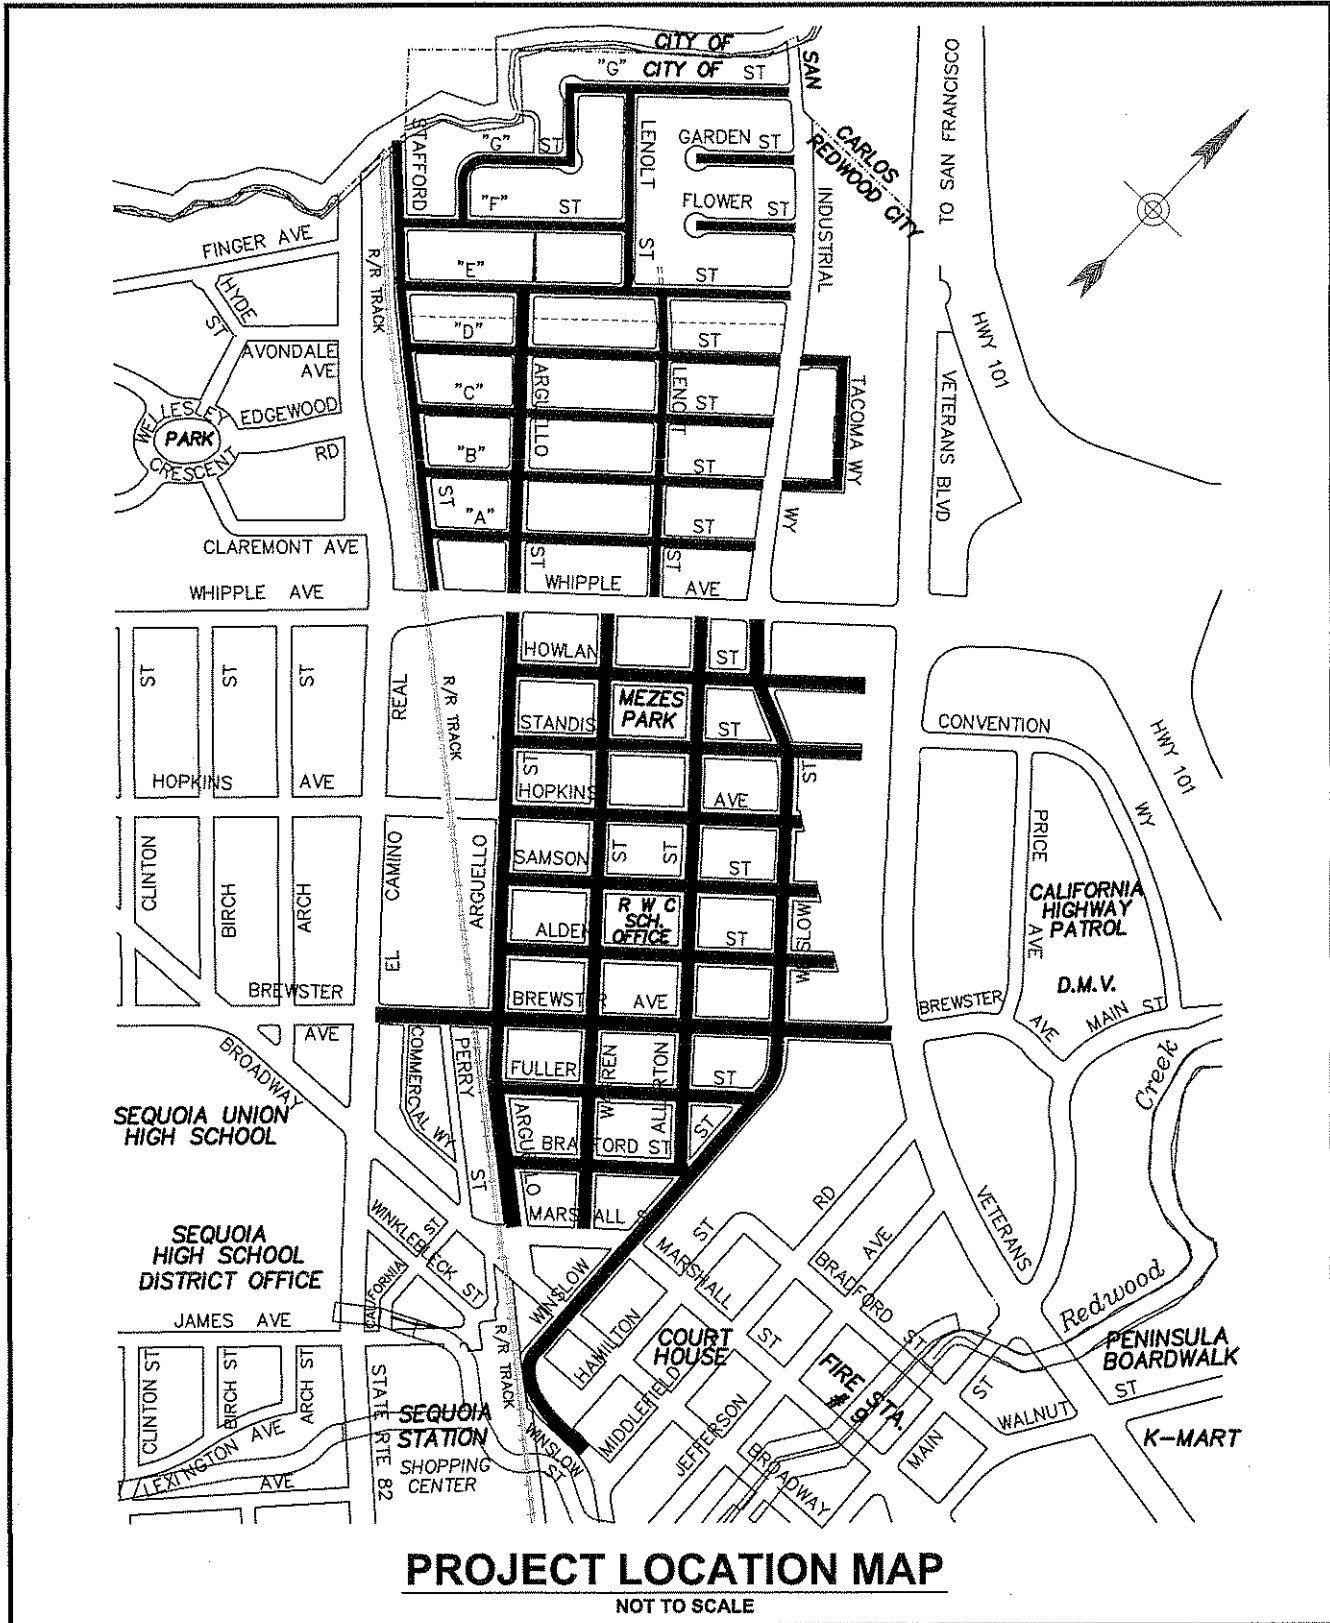 CITY OF
"G" CITY OF ST
SAN
CARLOS
REDWOOD CITY
TO SAN FRANCISCO
STAFFORD
"G" ST
LENOLT
GARDEN ST
"F" ST
FLOWER ST
INDUSTRIAL
FINGER AVE
R/R TRACK
"E"
ST
ST
HYDE
ST
"D"
ST
HWY 101
AVONDALE
AVE
ARGUELLO
"C"
ST
TACOMA WY
VETERANS BLVD
WELLESLEY
EDGEWOOD
PARK
CRESCENT
RD
"B"
ST
ST
"A"
ST
WY
CLAREMONT AVE
ST
ST
WHIPPLE AVE
WHIPPLE AVE
ST
ST
ST
REAL
R/R TRACK
HOWLAN
ST
MEZES
PARK
STANDIS
ST
CONVENTION
HWY 101
ST
ST
HOPKINS AVE
HOPKINS
AVE
WY
PRICE
CLINTON
BIRCH
ARCH
CAMINO
ARGUELLO
SAMSON
ST
ST
ST
CALIFORNIA
HIGHWAY
PATROL
R W C
SCH.
OFFICE
AVE
EL
ALDEN
ST
WINSLOW
D.M.V.
BREWSTER
BREWSTER AVE
BREWSTER
AVE
MAIN ST
AVE
BROADWAY
COMMERCIAL WY
PERRY
FULLER
ST
Creek
SEQUOIA UNION
HIGH SCHOOL
BRADFORD ST
ST
ST
MARSHALL
RD
VETERANS
SEQUOIA
HIGH SCHOOL
DISTRICT OFFICE
WINKLEBLECK ST
ST
ST
MARSHALL
AVE
BRADFORD ST
CALIFORNIA
WINSLOW
Redwood
JAMES AVE
R/R TRACK
HAMILTON
COURT
HOUSE
ST
PENINSULA
BOARDWALK
CLINTON ST
BIRCH ST
ARCH ST
STATE RTE 82
FIRE STA.
# 9
ST
ST
SEQUOIA
STATION
SHOPPING
CENTER
WINSLOW
ST
MIDDLEFIELD
JEFFERSON
WALNUT
K-MART
LEXINGTON AVE
AVE
BROADWAY
MAIN
PROJECT LOCATION MAP
NOT TO SCALE